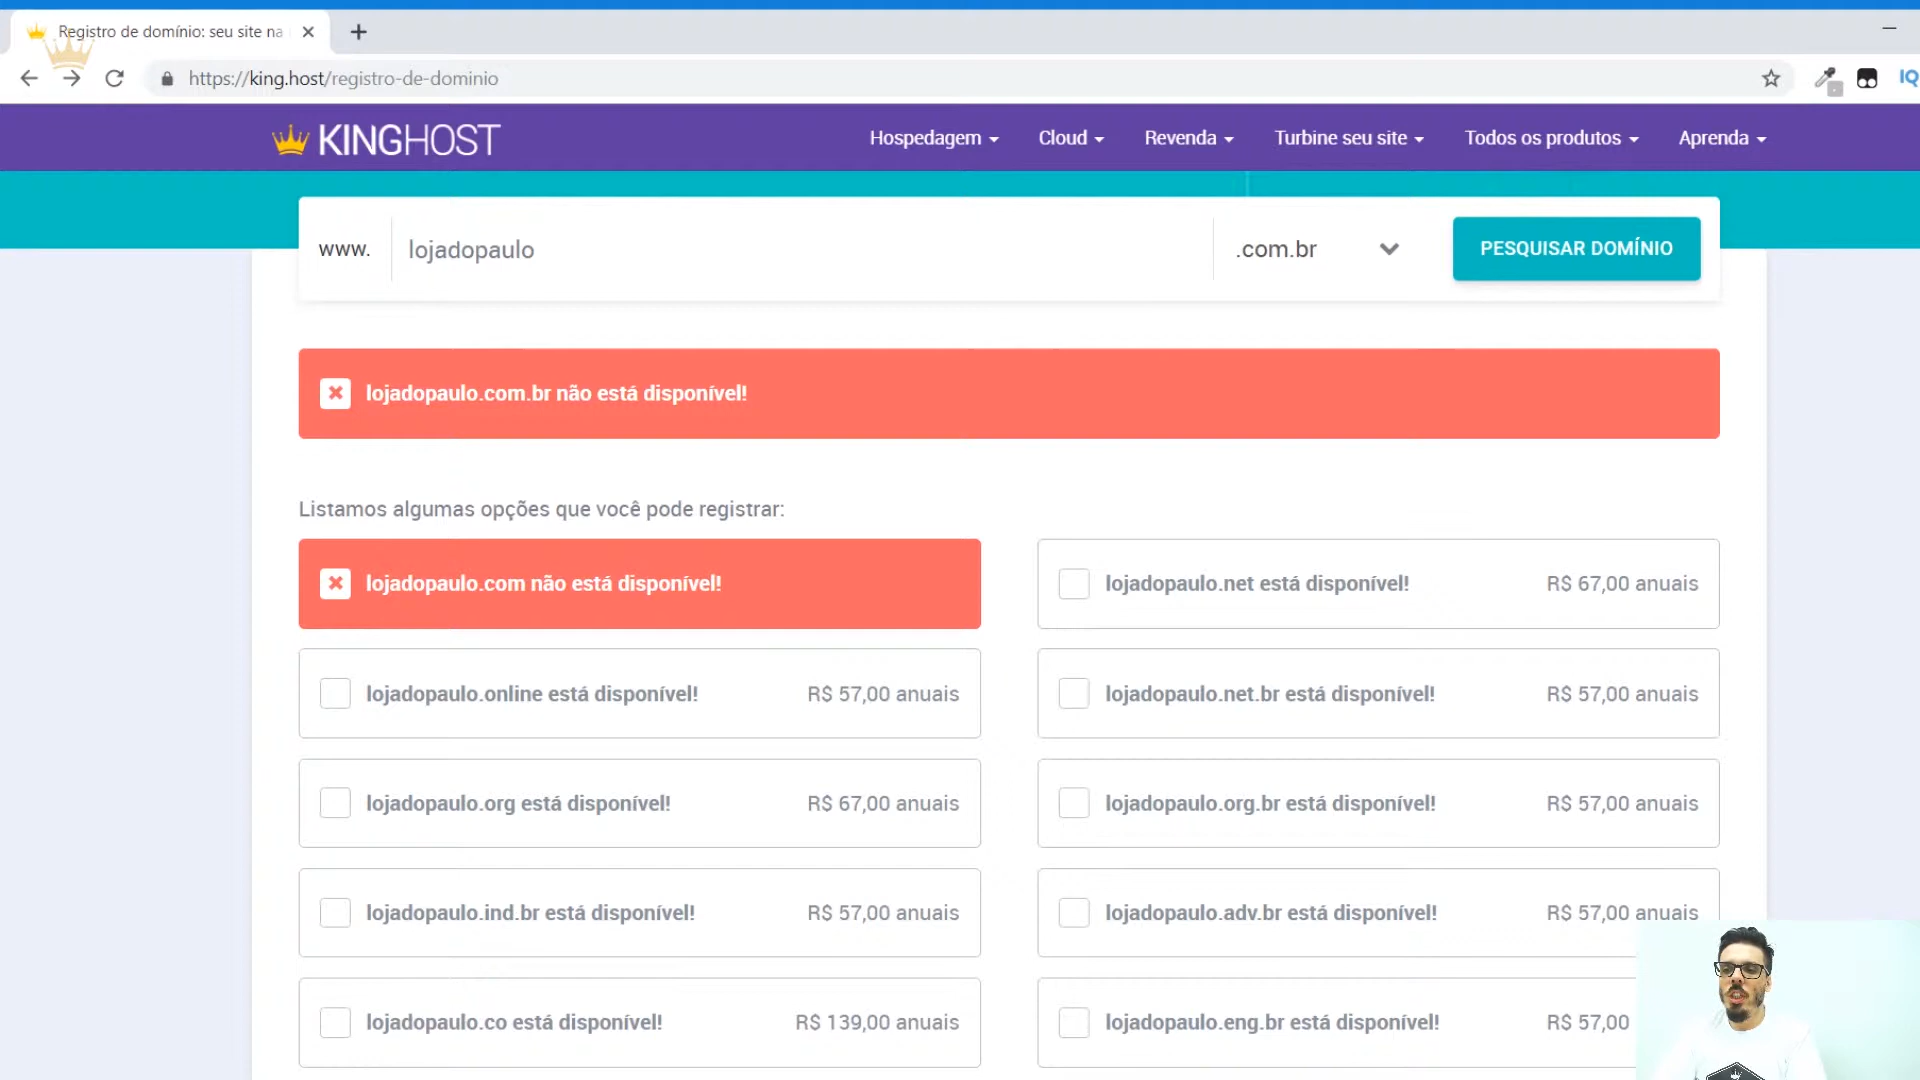 Registro de domínio: seu site na
https://king.host/registro-de-dominio
IQ
KINGHOST
Hospedagem
Cloud
Revenda
Turbine seu site
Todos os produtos
Aprenda
www.
lojadopaulo
.com.br
PESQUISAR DOMÍNIO
lojadopaulo.com.br não está disponível!
Listamos algumas opções que você pode registrar:
lojadopaulo.com não está disponível!
lojadopaulo.net está disponível! R$ 67,00 anuais
lojadopaulo.online está disponível! R$ 57,00 anuais
lojadopaulo.net.br está disponível! R$ 57,00 anuais
lojadopaulo.org está disponível! R$ 67,00 anuais
lojadopaulo.org.br está disponível! R$ 57,00 anuais
lojadopaulo.ind.br está disponível! R$ 57,00 anuais
lojadopaulo.adv.br está disponível! R$ 57,00 anuais
lojadopaulo.co está disponível! R$ 139,00 anuais
lojadopaulo.eng.br está disponível! R$ 57,00